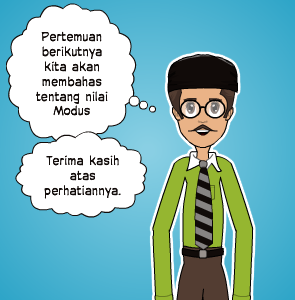 Pertemuan
berikutnya
kita akan
membahas
tentang nilai
Modus
Terima kasih
atas
perhatiannya.